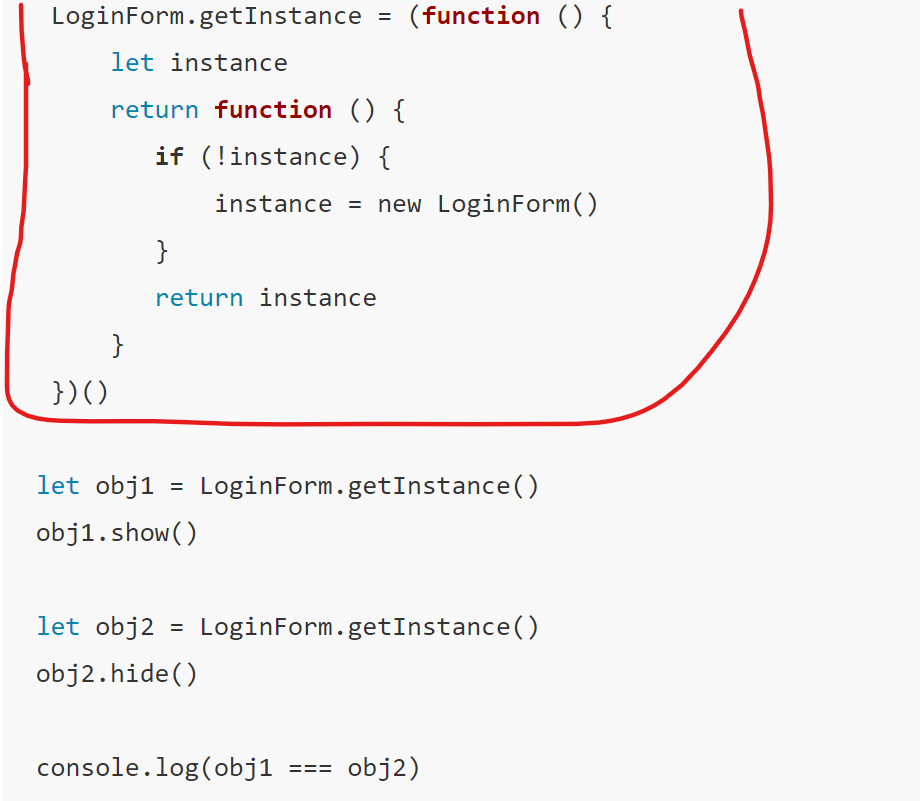 LoginForm.getInstance = (function () {
let instance
return function () {
if (!instance) {
instance = new LoginForm()
}
return instance
}
})()
let obj1 = LoginForm.getInstance()
obj1.show()
let obj2 = LoginForm.getInstance()
obj2.hide()
console.log(obj1 === obj2)